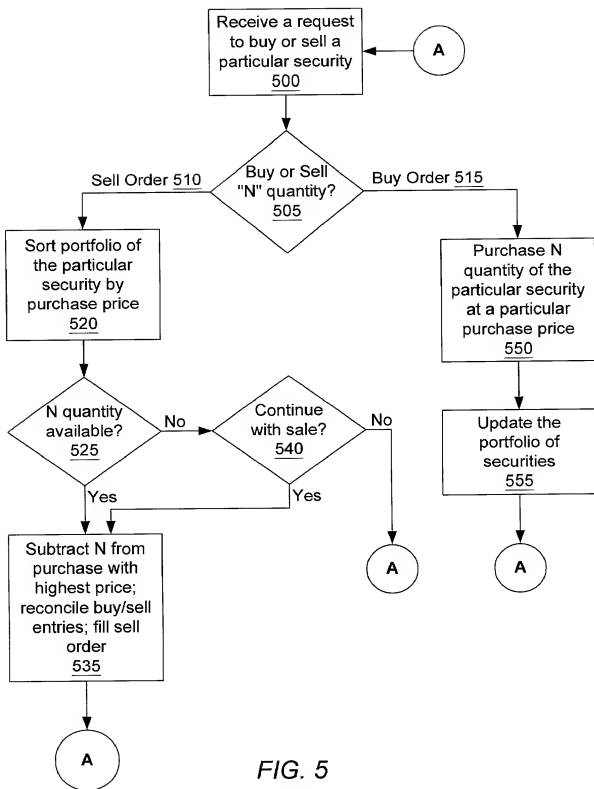 Receive a request
to buy or sell a
particular security
500
A
Buy or Sell
"N" quantity?
505
Sell Order 510
Buy Order 515
Sort portfolio of
the particular
security by
purchase price
520
Purchase N
quantity of the
particular security
at a particular
purchase price
550
N quantity
available?
525
No
Continue
with sale?
540
No
Update the
portfolio of
securities
555
Yes
Yes
Subtract N from
purchase with
highest price;
reconcile buy/sell
entries; fill sell
order
535
A
A
A
FIG. 5